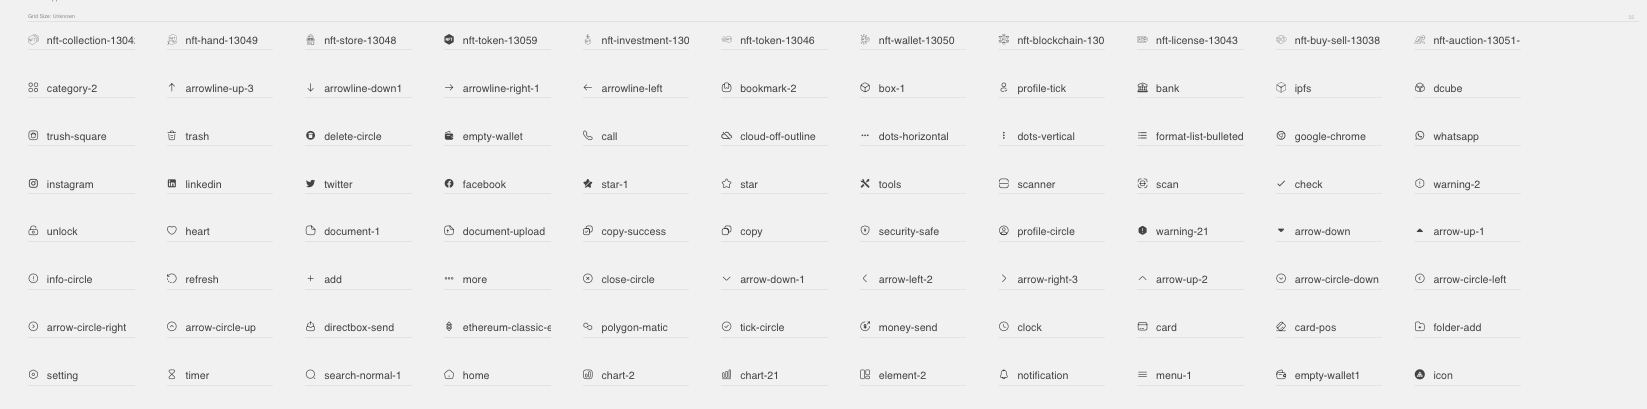 Grid Size: Unknown
nft-collection-1304 nft-hand-13049 nft-store-13048 nft-token-13059 nft-investment-130 nft-token-13046 nft-wallet-13050 nft-blockchain-130 nft-license-13043 nft-buy-sell-13038 nft-auction-13051-
category-2 arrowline-up-3 arrowline-down1 arrowline-right-1 arrowline-left bookmark-2 box-1 profile-tick bank ipfs dcube
trush-square trash delete-circle empty-wallet call cloud-off-outline dots-horizontal dots-vertical format-list-bulleted google-chrome whatsapp
instagram linkedin twitter facebook star-1 star tools scanner scan check warning-2
unlock heart document-1 document-upload copy-success copy security-safe profile-circle warning-21 arrow-down arrow-up-1
info-circle refresh add more close-circle arrow-down-1 arrow-left-2 arrow-right-3 arrow-up-2 arrow-circle-down arrow-circle-left
arrow-circle-right arrow-circle-up directbox-send ethereum-classic-e polygon-matic tick-circle money-send clock card card-pos folder-add
setting timer search-normal-1 home chart-2 chart-21 element-2 notification menu-1 empty-wallet1 icon